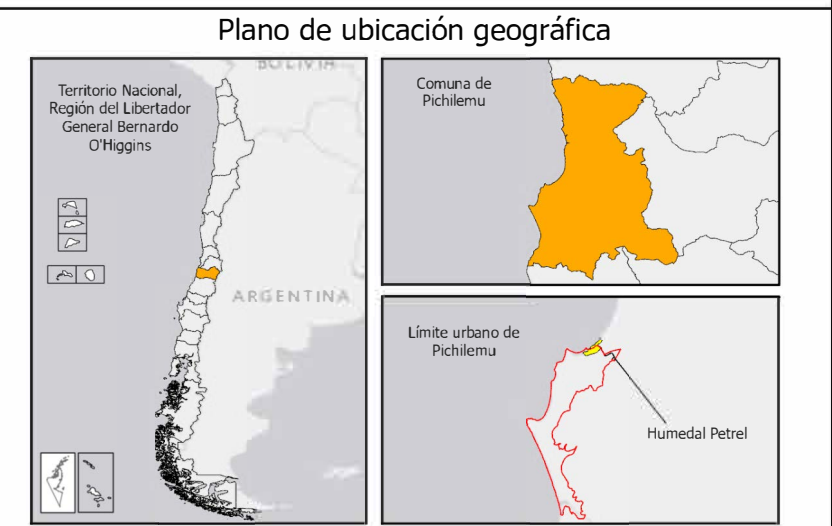 Plano de ubicación geográfica
BOLIVIA
Territorio Nacional,
Región del Libertador
General Bernardo
O'Higgins
ARGENTINA
Comuna de
Pichilemu
Límite urbano de
Pichilemu
Humedal Petrel